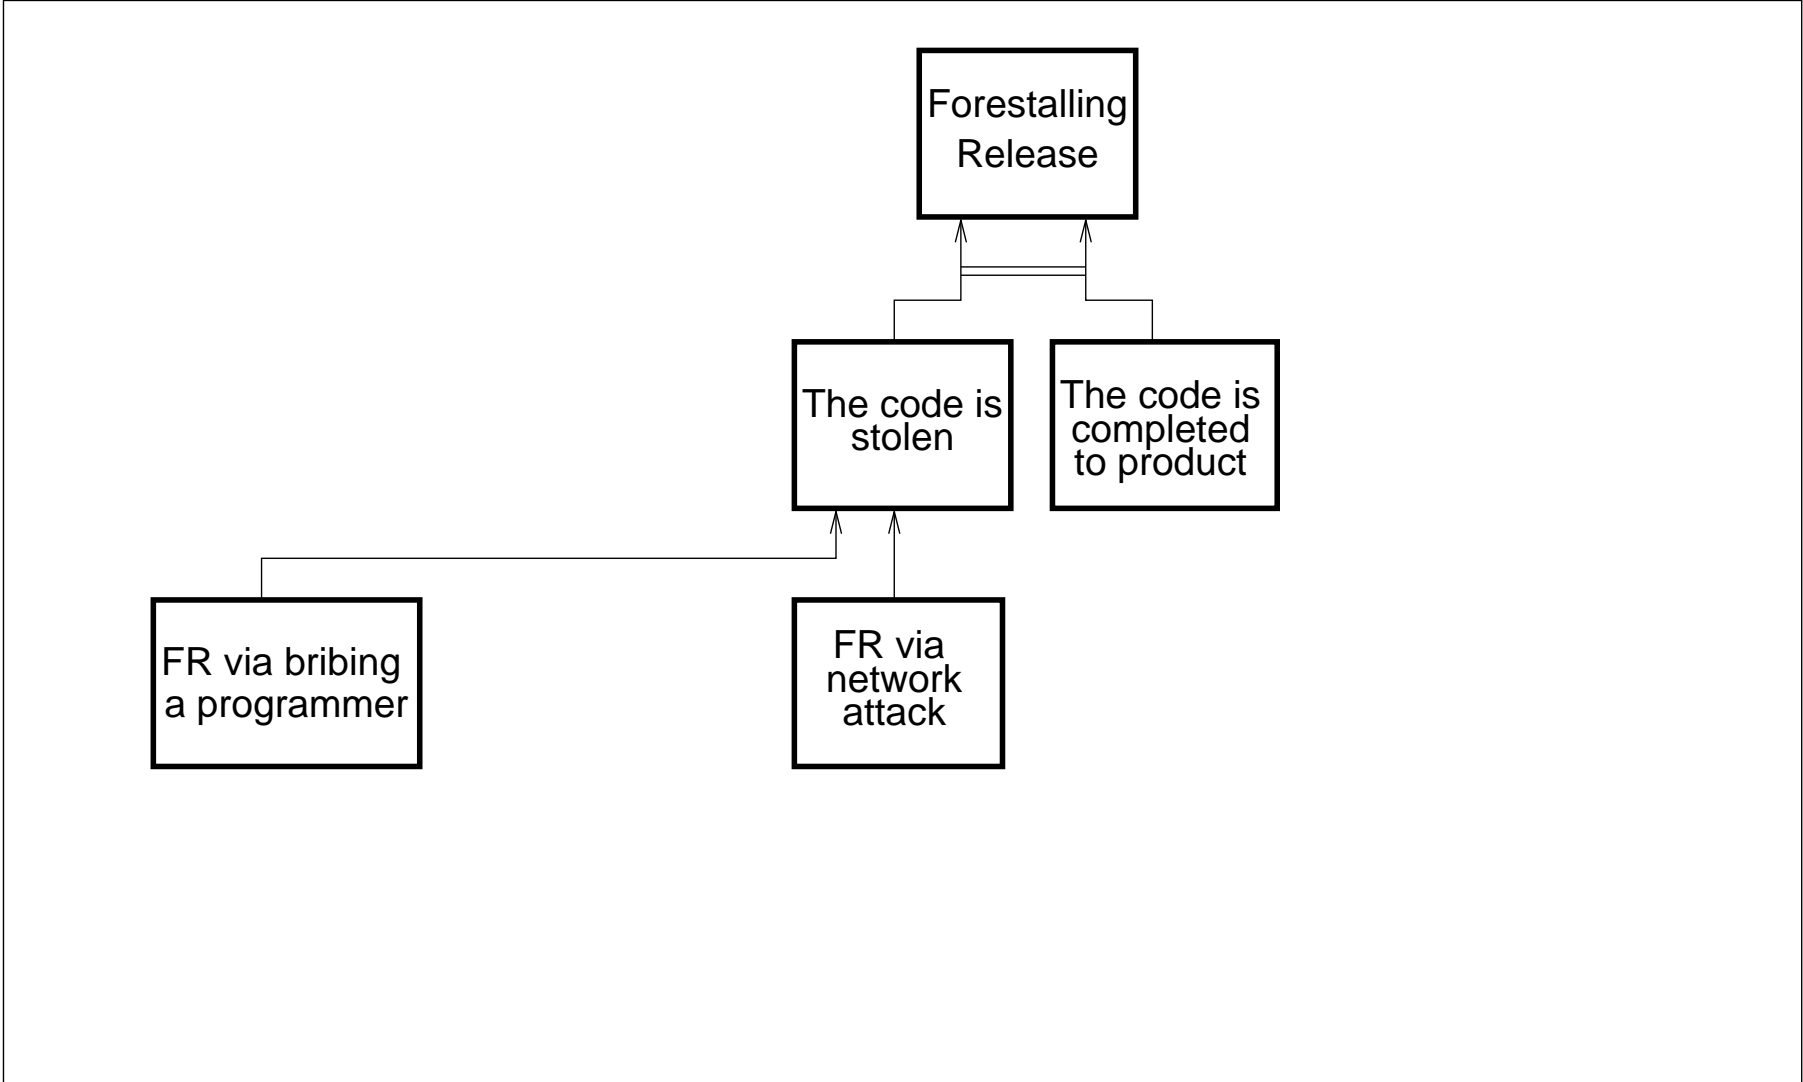 Forestalling
Release
The code is
stolen
The code is
completed
to product
FR via bribing
a programmer
FR via
network
attack